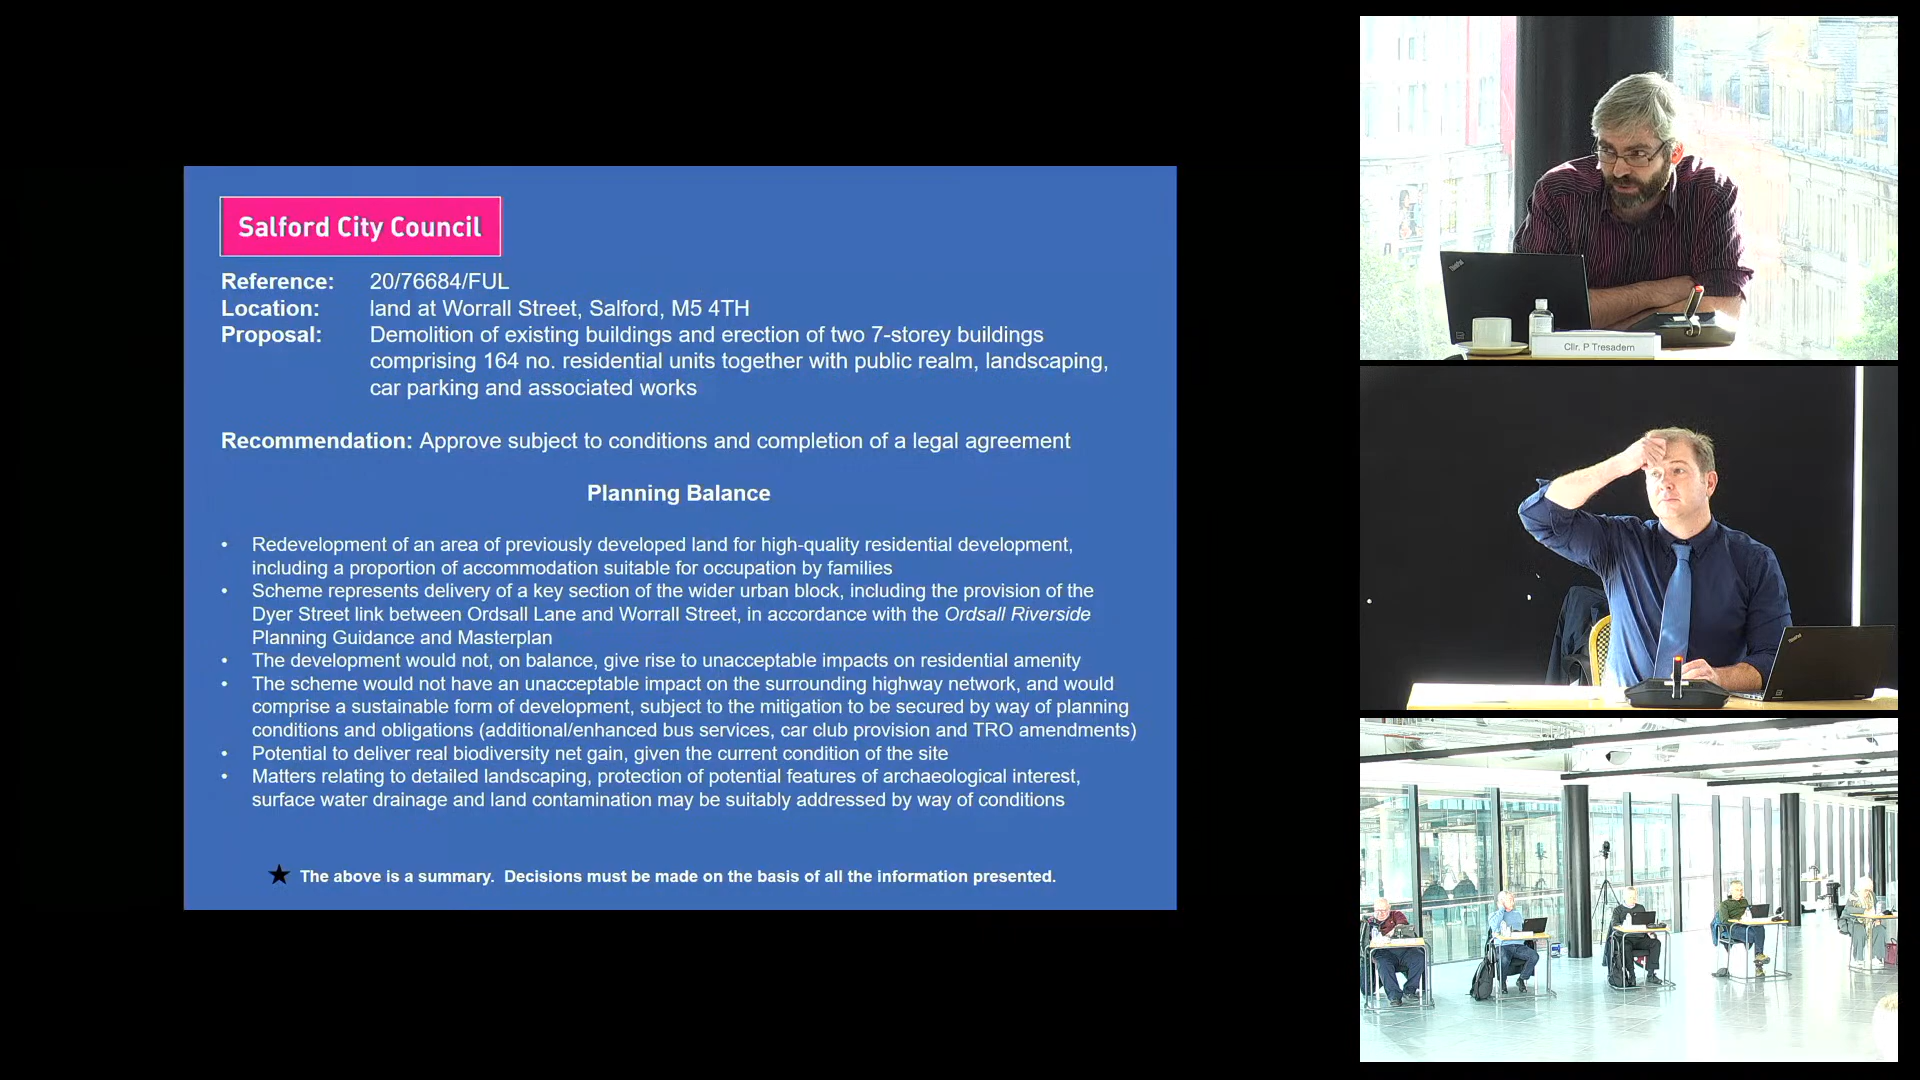 Salford City Council
Reference: 20/76684/FUL
Location: land at Worrall Street, Salford, M5 4TH
Proposal: Demolition of existing buildings and erection of two 7-storey buildings
comprising 164 no. residential units together with public realm, landscaping,
car parking and associated works
Recommendation: Approve subject to conditions and completion of a legal agreement
Planning Balance
• Redevelopment of an area of previously developed land for high-quality residential development,
including a proportion of accommodation suitable for occupation by families
• Scheme represents delivery of a key section of the wider urban block, including the provision of the
Dyer Street link between Ordsall Lane and Worrall Street, in accordance with the Ordsall Riverside
Planning Guidance and Masterplan
• The development would not, on balance, give rise to unacceptable impacts on residential amenity
• The scheme would not have an unacceptable impact on the surrounding highway network, and would
comprise a sustainable form of development, subject to the mitigation to be secured by way of planning
conditions and obligations (additional/enhanced bus services, car club provision and TRO amendments)
• Potential to deliver real biodiversity net gain, given the current condition of the site
• Matters relating to detailed landscaping, protection of potential features of archaeological interest,
surface water drainage and land contamination may be suitably addressed by way of conditions
★ The above is a summary. Decisions must be made on the basis of all the information presented.
ThinkPad
Cllr. P Tresadern
ThinkPad